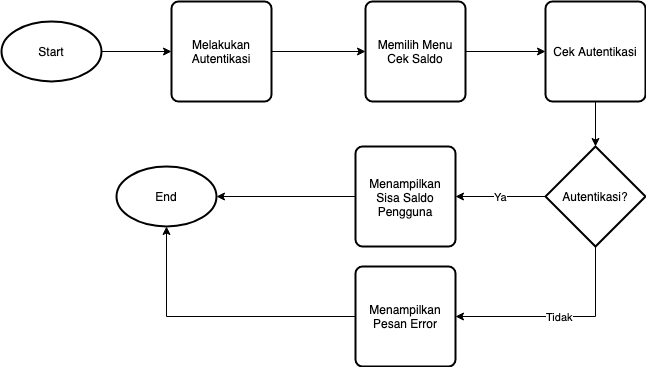 Start
Melakukan
Autentikasi
Memilih Menu
Cek Saldo
Cek Autentikasi
Autentikasi?
Ya
Menampilkan
Sisa Saldo
Pengguna
End
Tidak
Menampilkan
Pesan Error